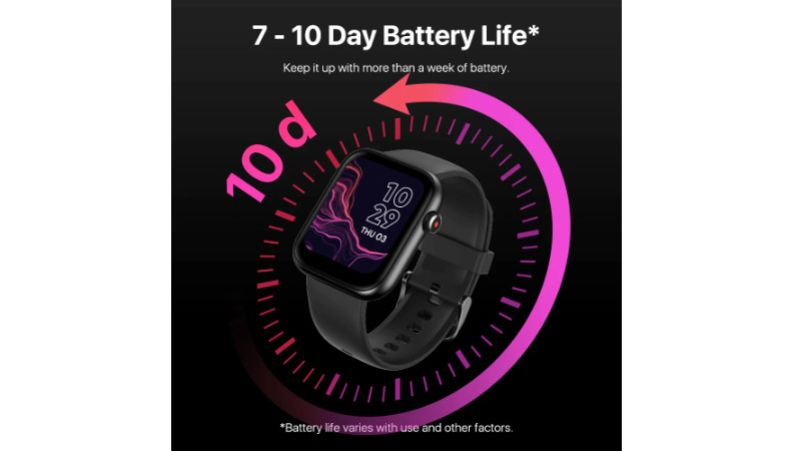 7 - 10 Day Battery Life*
Keep it up with more than a week of battery.
10 d
10
29
THU 03
*Battery life varies with use and other factors.